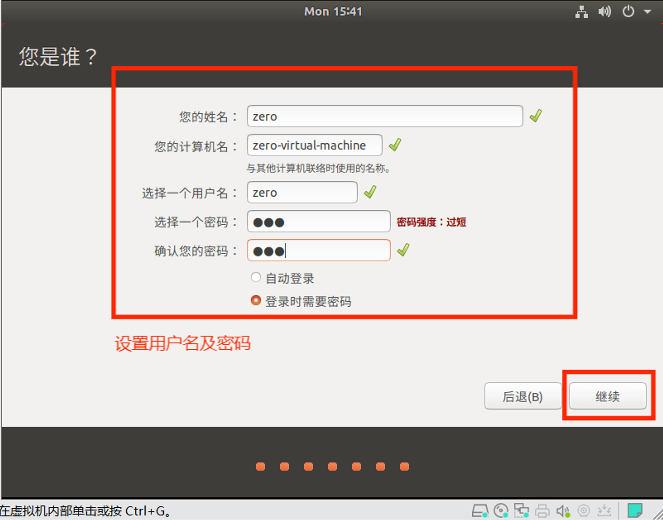 Mon 15:41
您是谁？
您的姓名： zero
您的计算机名： zero-virtual-machine
与其他计算机联络时使用的名称。
选择一个用户名： zero
选择一个密码： ●●● 密码强度：过短
确认您的密码： ●●●
自动登录
登录时需要密码
设置用户名及密码
后退(B) 继续
在虚拟机内部单击或按 Ctrl+G。